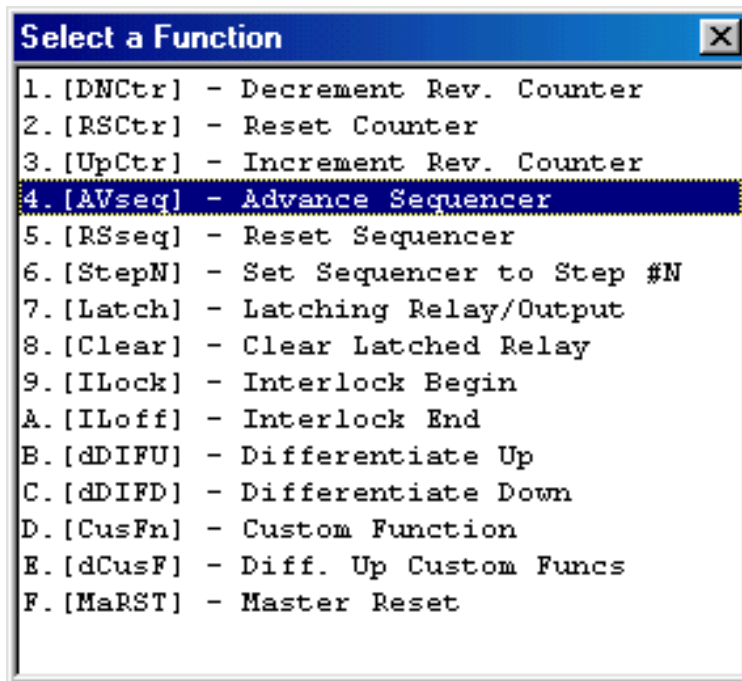 Select a Function
1.[DNCtr] - Decrement Rev. Counter
2.[RSCtr] - Reset Counter
3.[UpCtr] - Increment Rev. Counter
4.[AVseq] - Advance Sequencer
5.[RSseq] - Reset Sequencer
6.[StepN] - Set Sequencer to Step #N
7.[Latch] - Latching Relay/Output
8.[Clear] - Clear Latched Relay
9.[ILock] - Interlock Begin
A.[ILoff] - Interlock End
B.[dDIFU] - Differentiate Up
C.[dDIFD] - Differentiate Down
D.[CusFn] - Custom Function
E.[dCusF] - Diff. Up Custom Funcs
F.[MaRST] - Master Reset